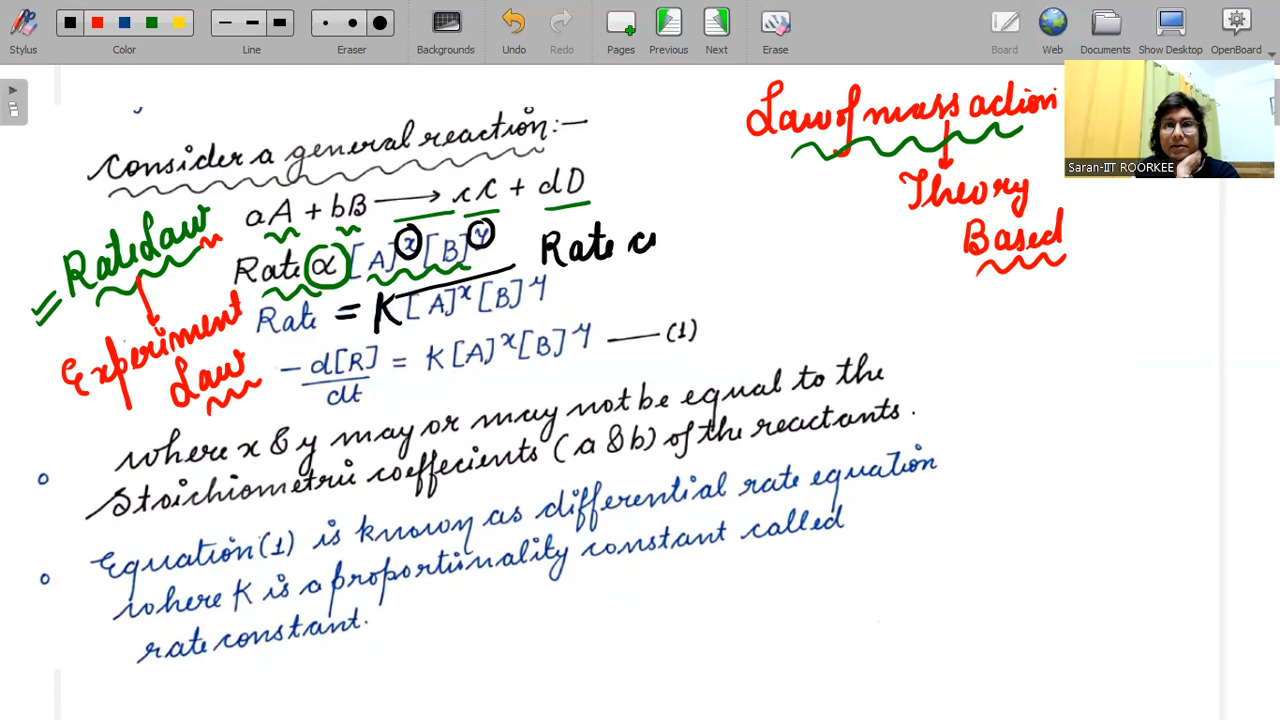 Stylus
Color
Line
Eraser
Backgrounds
Undo
Redo
Pages
Previous
Next
Erase
Board
Web
Documents
Show Desktop
OpenBoard
Law of mass action
Theory
Based
Saran-IIT ROORKEE
Consider a general reaction:—
aA + bB ⟶ cC + dD
Rate Law
Rate ∝ [A]^x [B]^y
Rate
Rate = K [A]^x [B]^y
Experiment
Law
- d[R]/dt = K [A]^x [B]^y —— (1)
where x & y may or may not be equal to the
Stoichiometric coeffecients (a & b) of the reactants.
Equation (1) is known as differential rate equation
where K is a proportionality constant called
rate constant.